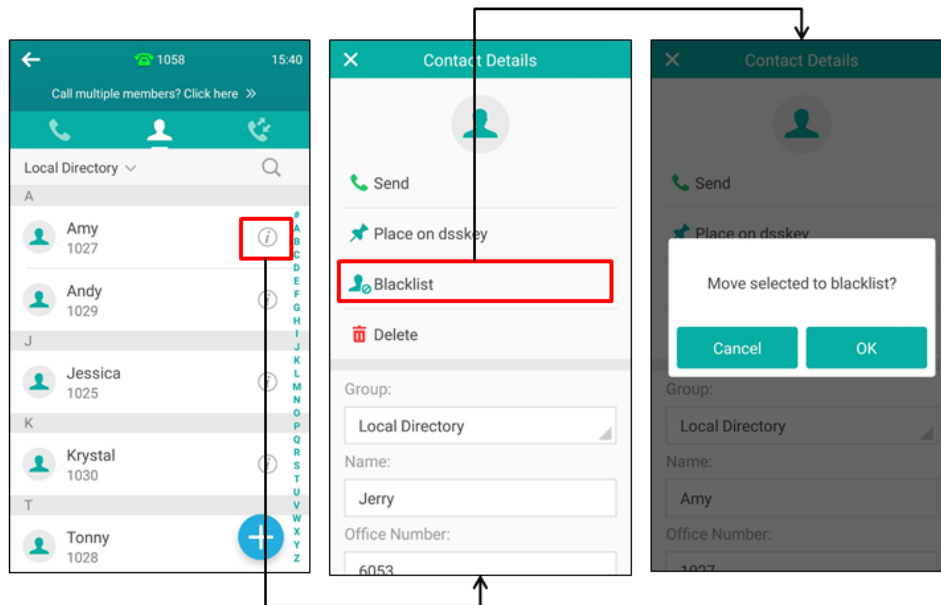 1058
15:40
Call multiple members? Click here »
Local Directory
A
Amy
1027
Andy
1029
J
Jessica
1025
K
Krystal
1030
T
Tonny
1028
#
A
B
C
D
E
F
G
H
I
J
K
L
M
N
O
P
Q
R
S
T
U
V
W
X
Y
Z
Contact Details
Send
Place on dsskey
Blacklist
Delete
Group:
Local Directory
Name:
Jerry
Office Number:
6053
Contact Details
Send
Place on dsskey
Move selected to blacklist?
Cancel
OK
Group:
Local Directory
Name:
Amy
Office Number:
1027